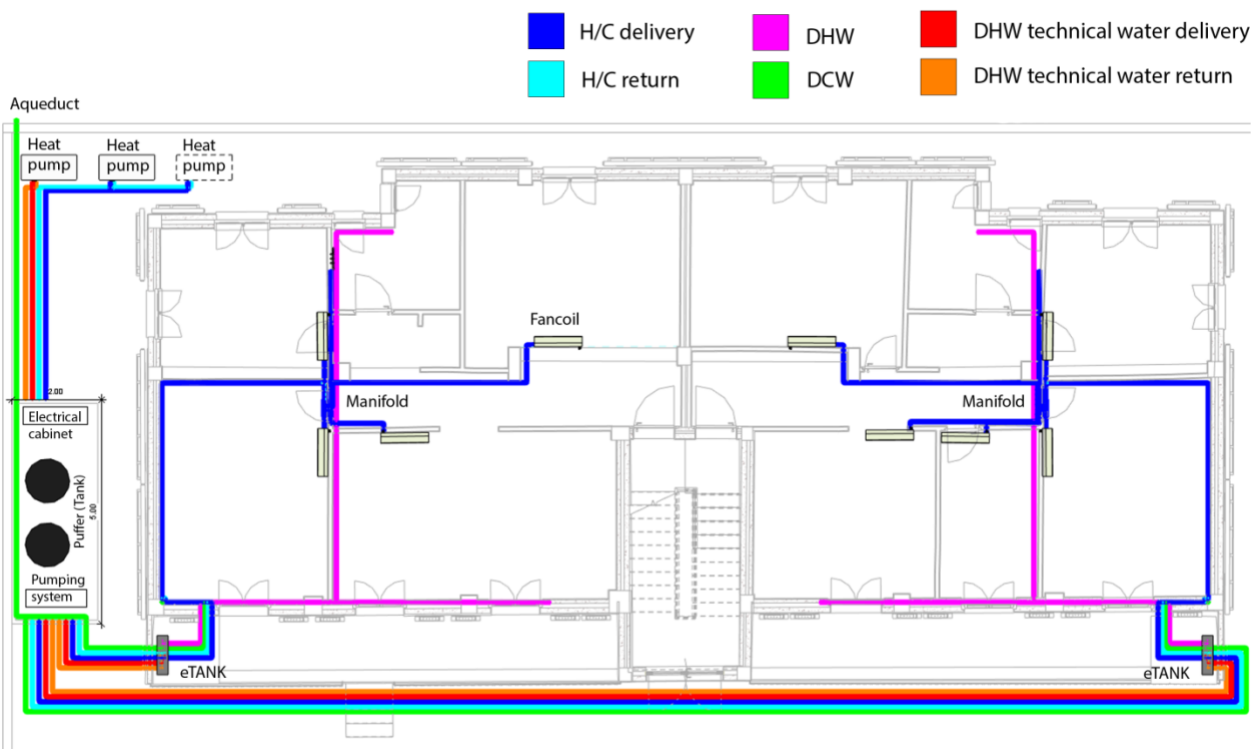 H/C delivery
DHW
DHW technical water delivery
H/C return
DCW
DHW technical water return
Aqueduct
Heat
pump
Heat
pump
Heat
pump
Fancoil
Manifold
Manifold
2.00
Electrical
cabinet
Puffer (Tank)
5.00
Pumping
system
eTANK
eTANK